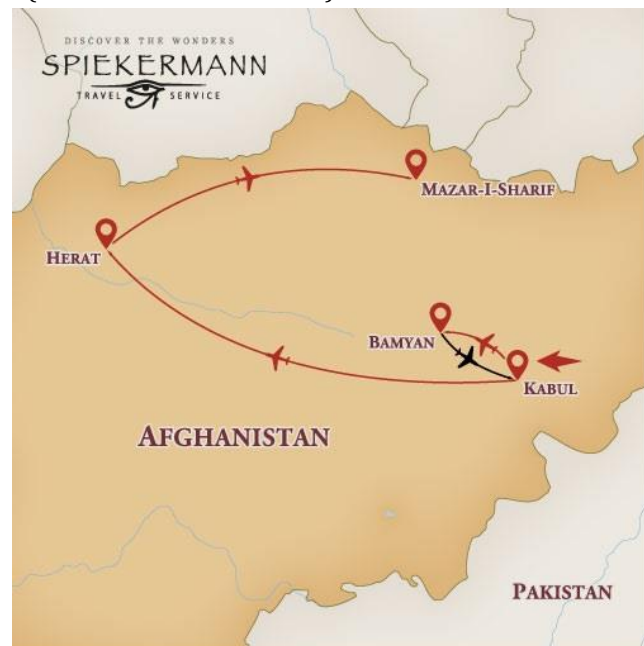 DISCOVER THE WONDERS
SPIEKERMANN
TRAVEL SERVICE
MAZAR-I-SHARIF
HERAT
BAMYAN
KABUL
AFGHANISTAN
PAKISTAN